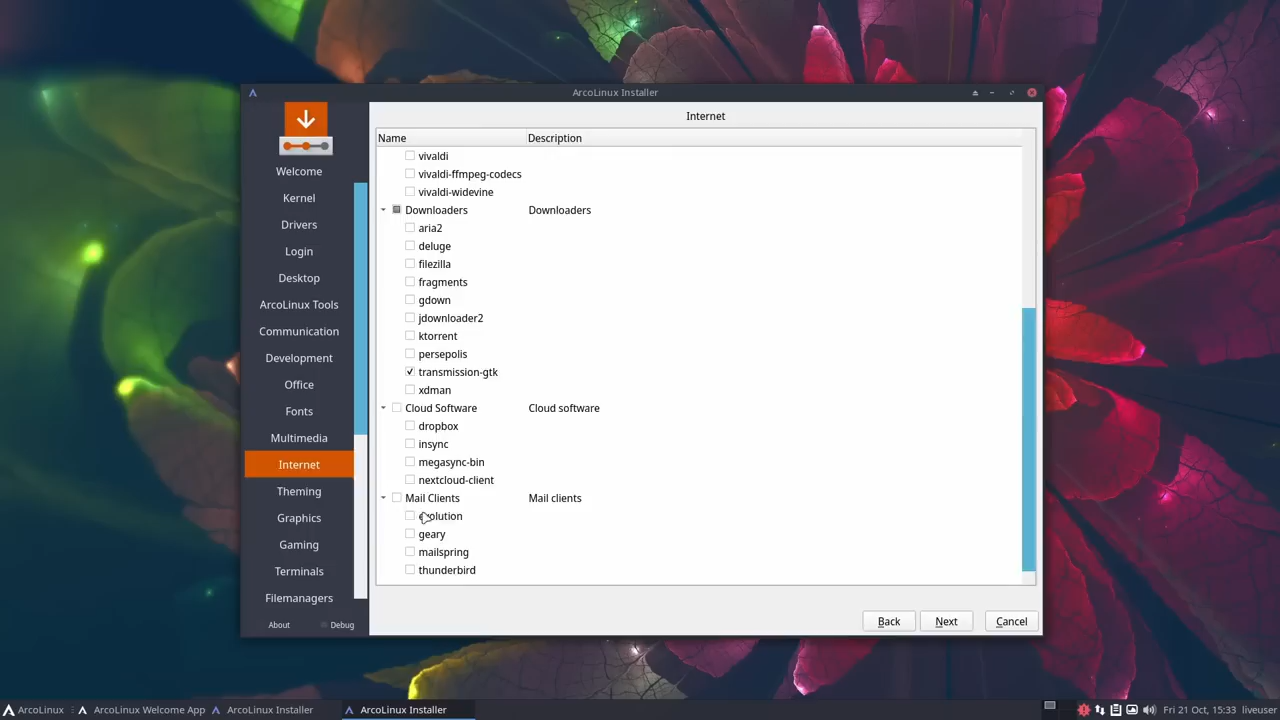 ArcoLinux Installer
Welcome
Kernel
Drivers
Login
Desktop
ArcoLinux Tools
Communication
Development
Office
Fonts
Multimedia
Internet
Theming
Graphics
Gaming
Terminals
Filemanagers
About Debug
Internet
Name Description
vivaldi
vivaldi-ffmpeg-codecs
vivaldi-widevine
Downloaders Downloaders
aria2
deluge
filezilla
fragments
gdown
jdownloader2
ktorrent
persepolis
transmission-gtk
xdman
Cloud Software Cloud software
dropbox
insync
megasync-bin
nextcloud-client
Mail Clients Mail clients
evolution
geary
mailspring
thunderbird
Back Next Cancel
ArcoLinux ArcoLinux Welcome App ArcoLinux Installer ArcoLinux Installer Fri 21 Oct, 15:33 liveuser